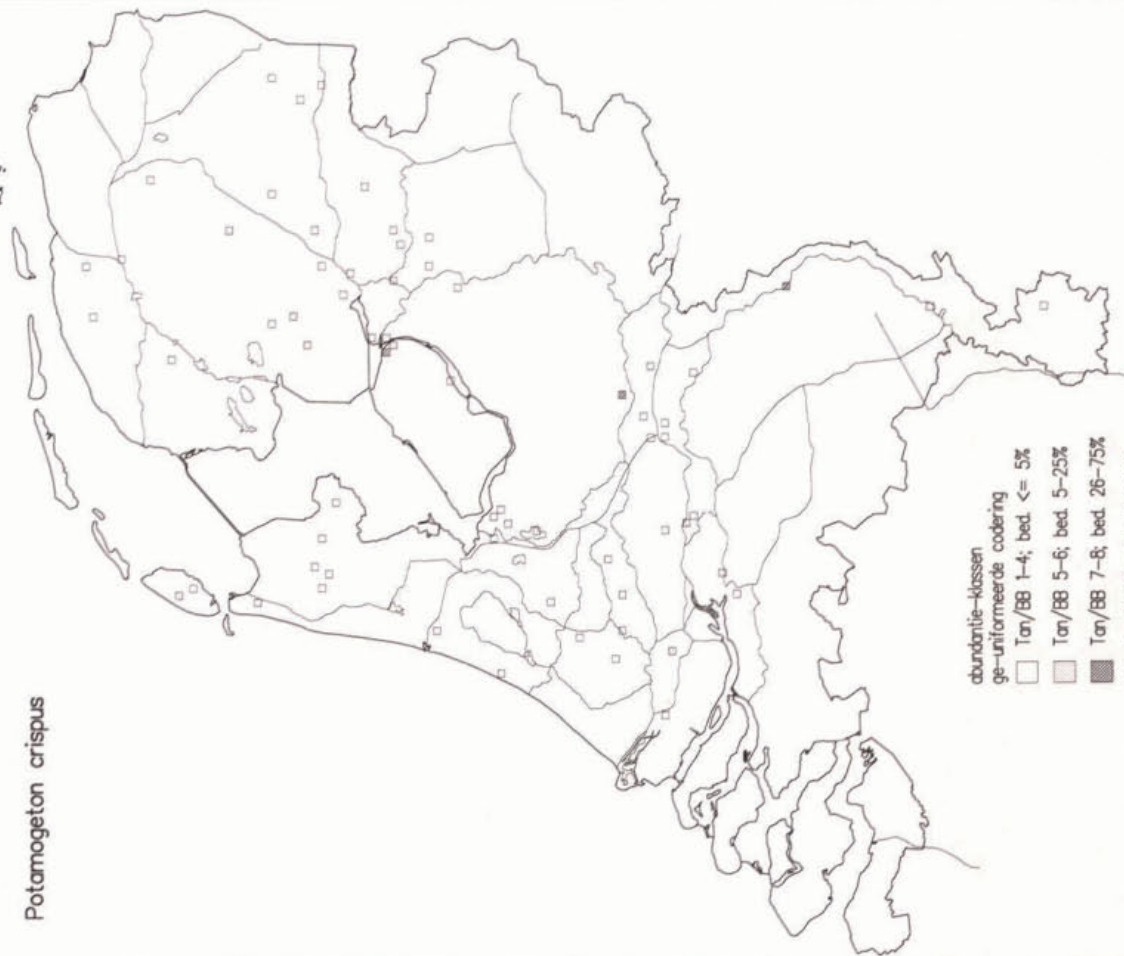 Potamogeton crispus
abundantie-klassen
ge-uniformeerde codering
Tan/BB 1-4; bed. <= 5%
Tan/BB 5-6; bed. 5-25%
Tan/BB 7-8; bed. 26-75%